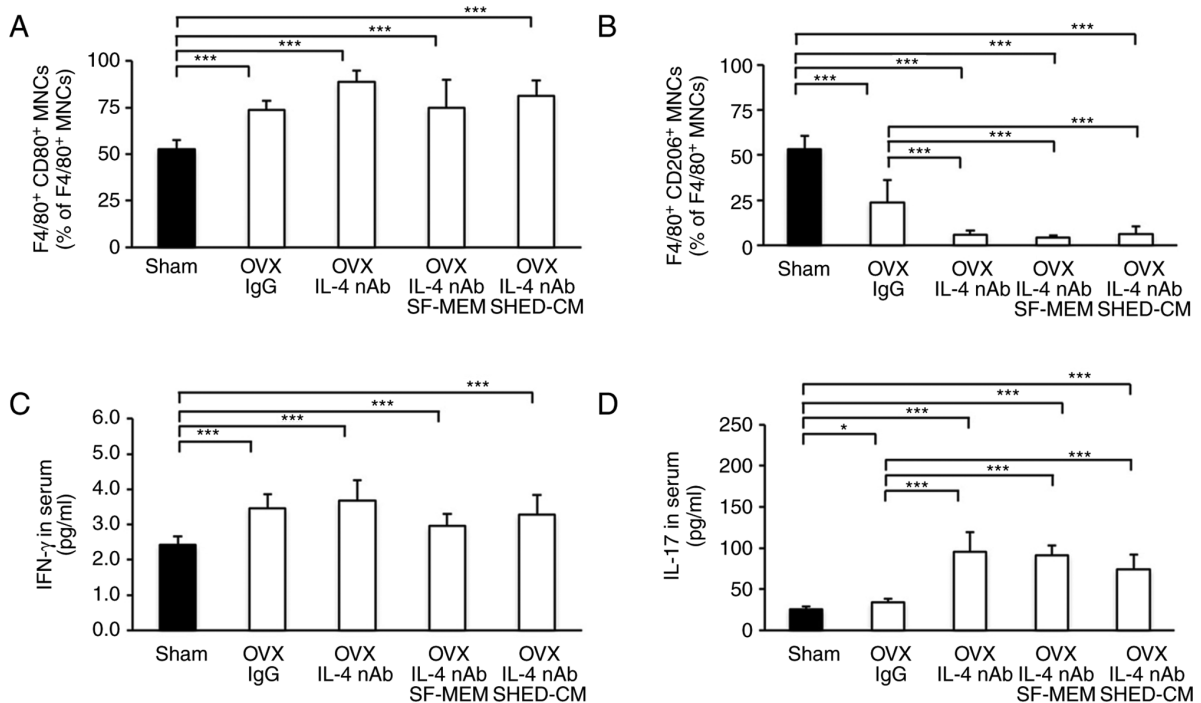 A
F4/80+ CD80+ MNCs
(% of F4/80+ MNCs)
100
75
50
25
0
***
***
***
***
Sham
OVX
IgG
OVX
IL-4 nAb
OVX
IL-4 nAb
SF-MEM
OVX
IL-4 nAb
SHED-CM
B
F4/80+ CD206+ MNCs
(% of F4/80+ MNCs)
100
75
50
25
0
***
***
***
***
***
***
***
Sham
OVX
IgG
OVX
IL-4 nAb
OVX
IL-4 nAb
SF-MEM
OVX
IL-4 nAb
SHED-CM
C
IFN-γ in serum
(pg/ml)
6.0
5.0
4.0
3.0
2.0
1.0
0.0
***
***
***
***
Sham
OVX
IgG
OVX
IL-4 nAb
OVX
IL-4 nAb
SF-MEM
OVX
IL-4 nAb
SHED-CM
D
IL-17 in serum
(pg/ml)
250
200
150
100
50
0
***
***
***
*
***
***
***
Sham
OVX
IgG
OVX
IL-4 nAb
OVX
IL-4 nAb
SF-MEM
OVX
IL-4 nAb
SHED-CM